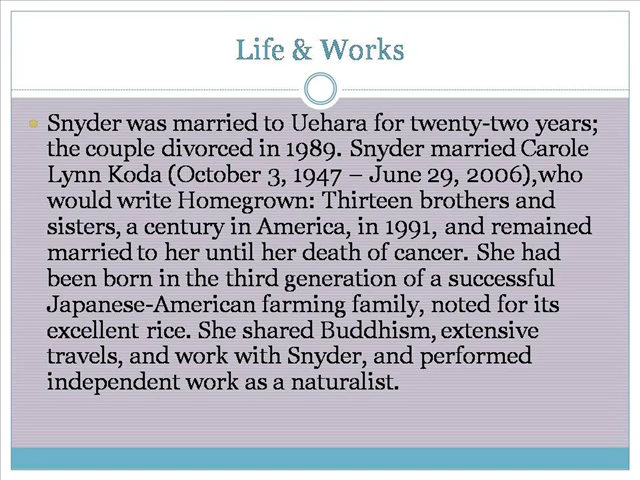 Life & Works
Snyder was married to Uehara for twenty-two years;
the couple divorced in 1989. Snyder married Carole
Lynn Koda (October 3, 1947 – June 29, 2006),who
would write Homegrown: Thirteen brothers and
sisters, a century in America, in 1991, and remained
married to her until her death of cancer. She had
been born in the third generation of a successful
Japanese-American farming family, noted for its
excellent rice. She shared Buddhism, extensive
travels, and work with Snyder, and performed
independent work as a naturalist.